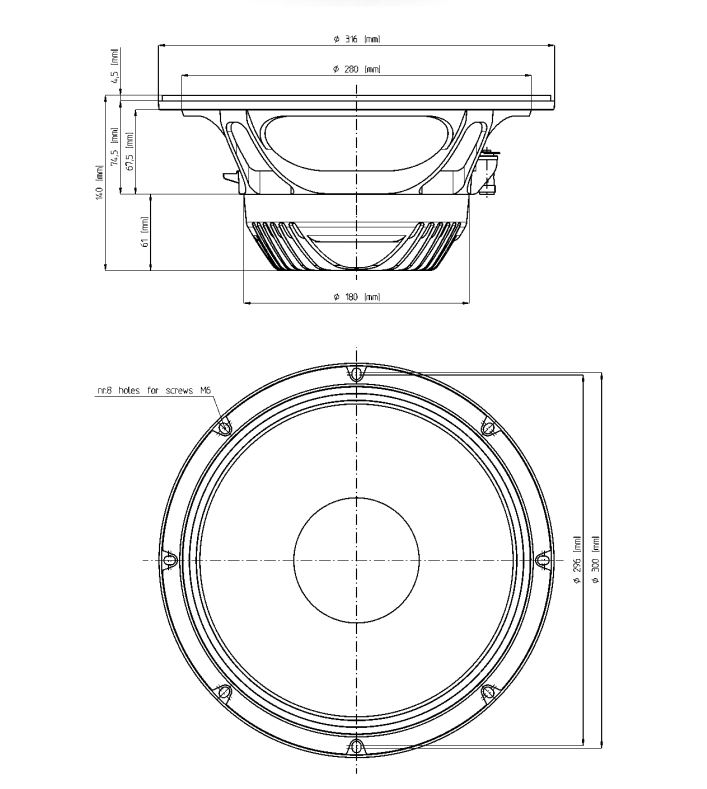 ϕ 316 (mm)
ϕ 280 (mm)
4,5 (mm)
74,5 (mm)
67,5 (mm)
140 (mm)
61 (mm)
ϕ 180 (mm)
nr.8 holes for screws M6
ϕ 296 (mm)
ϕ 300 (mm)